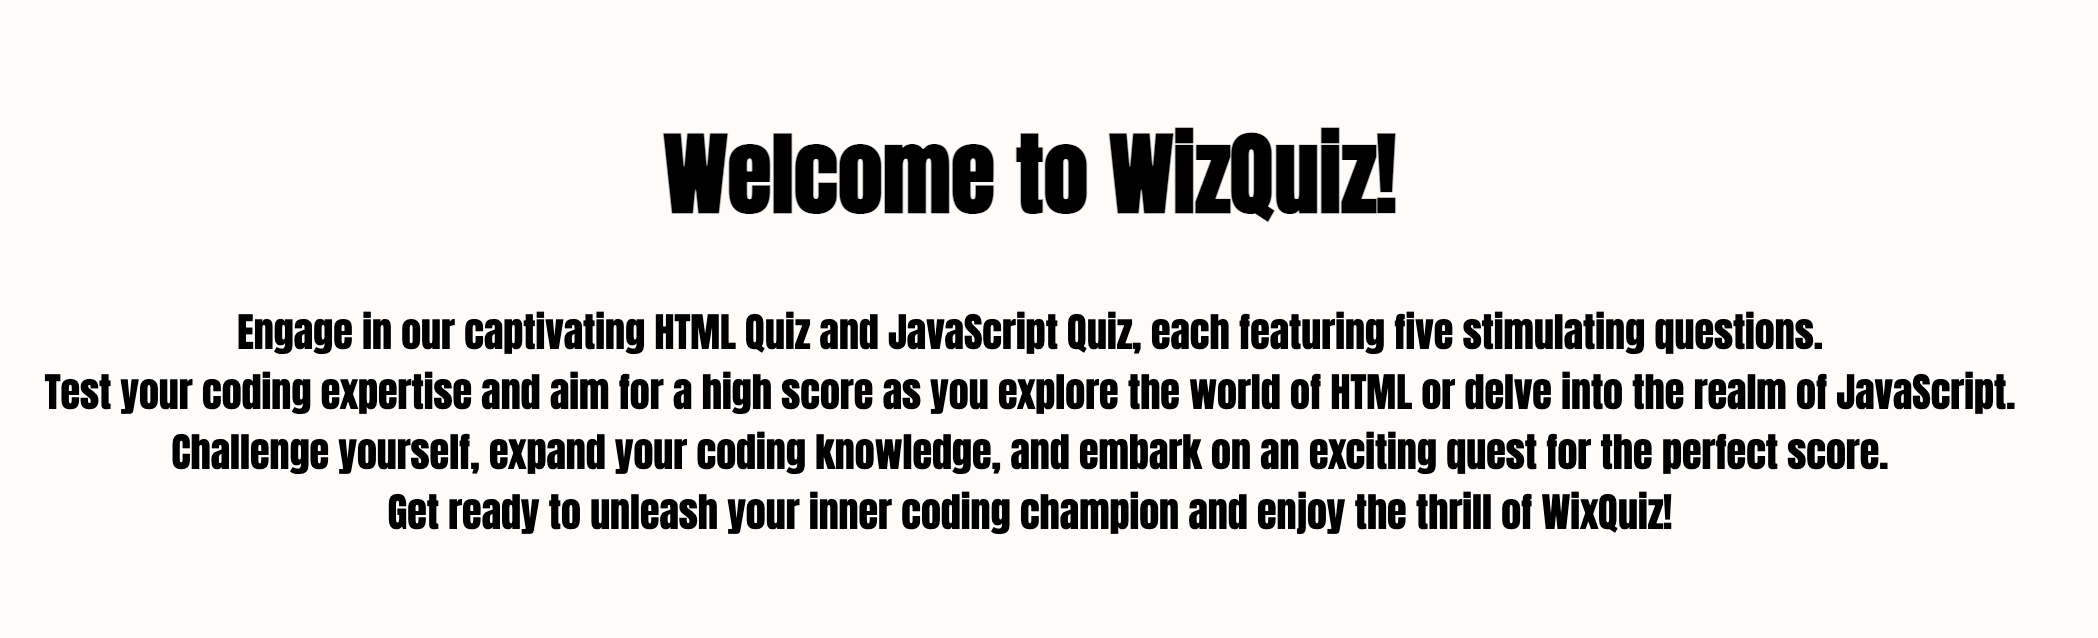 Welcome to WizQuiz!
Engage in our captivating HTML Quiz and JavaScript Quiz, each featuring five stimulating questions.
Test your coding expertise and aim for a high score as you explore the world of HTML or delve into the realm of JavaScript.
Challenge yourself, expand your coding knowledge, and embark on an exciting quest for the perfect score.
Get ready to unleash your inner coding champion and enjoy the thrill of WixQuiz!